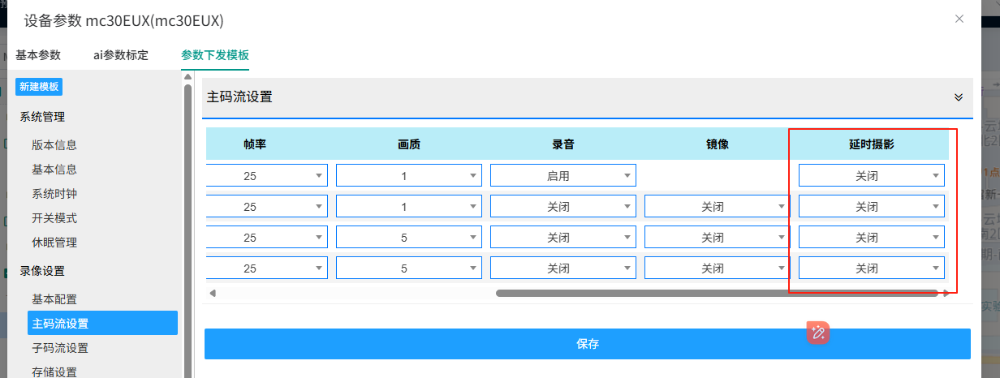 设备参数 mc30EUX(mc30EUX)
基本参数 ai参数标定 参数下发模板
新建模板
系统管理
版本信息
基本信息
系统时钟
开关模式
休眠管理
录像设置
基本配置
主码流设置
子码流设置
存储设置
主码流设置
帧率 画质 录音 镜像 延时摄影
25 1 启用 关闭
25 1 关闭 关闭 关闭
25 5 关闭 关闭 关闭
25 5 关闭 关闭 关闭
保存